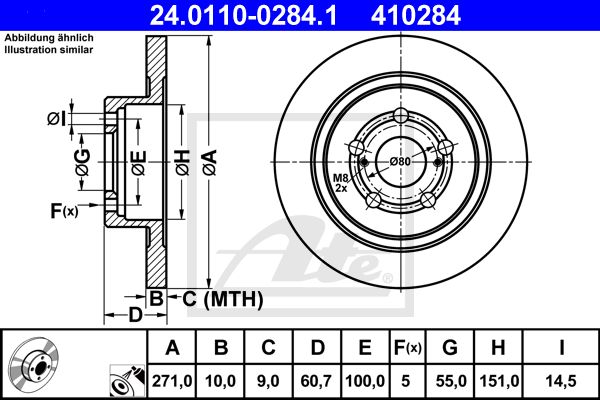 24.0110-0284.1 410284
Abbildung ähnlich
Illustration similar
ØI
ØG
ØE
ØH
ØA
F(x)
B
C (MTH)
D
Ø80
M8
2x
Ate
®
A B C D E F(x) G H I
271,0 10,0 9,0 60,7 100,0 5 55,0 151,0 14,5